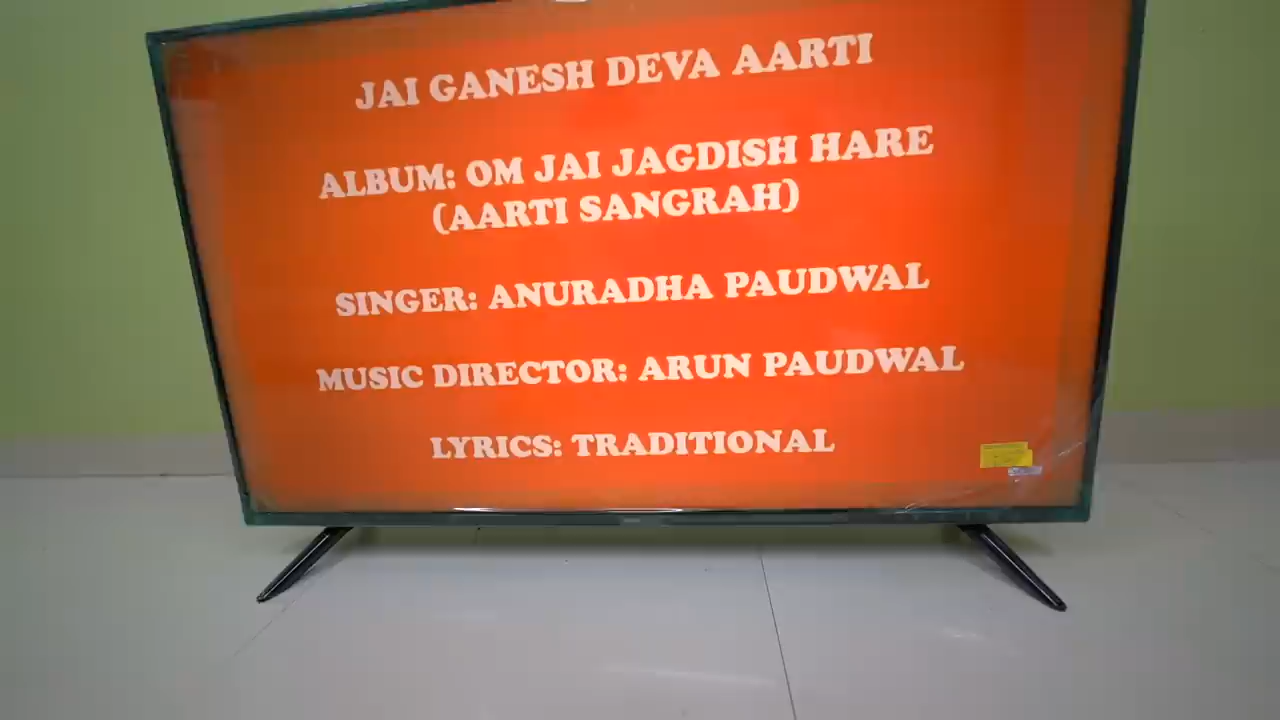 JAI GANESH DEVA AARTI
ALBUM: OM JAI JAGDISH HARE
(AARTI SANGRAH)
SINGER: ANURADHA PAUDWAL
MUSIC DIRECTOR: ARUN PAUDWAL
LYRICS: TRADITIONAL